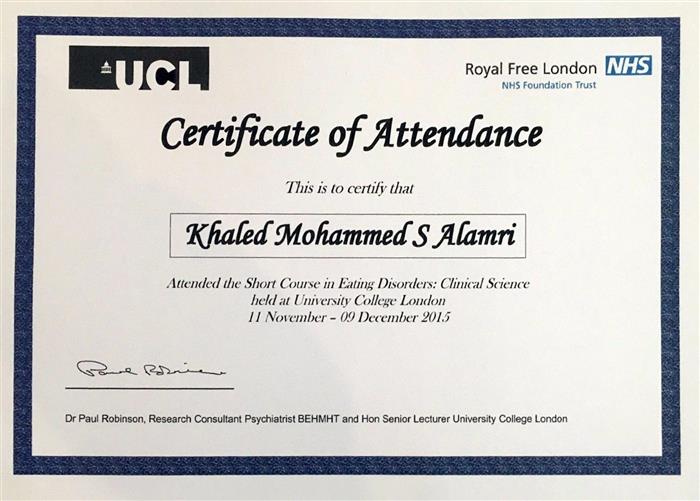 UCL
Royal Free London NHS
NHS Foundation Trust
Certificate of Attendance
This is to certify that
Khaled Mohammed S Alamri
Attended the Short Course in Eating Disorders: Clinical Science
held at University College London
11 November – 09 December 2015
Paul Robinson
Dr Paul Robinson, Research Consultant Psychiatrist BEHMHT and Hon Senior Lecturer University College London